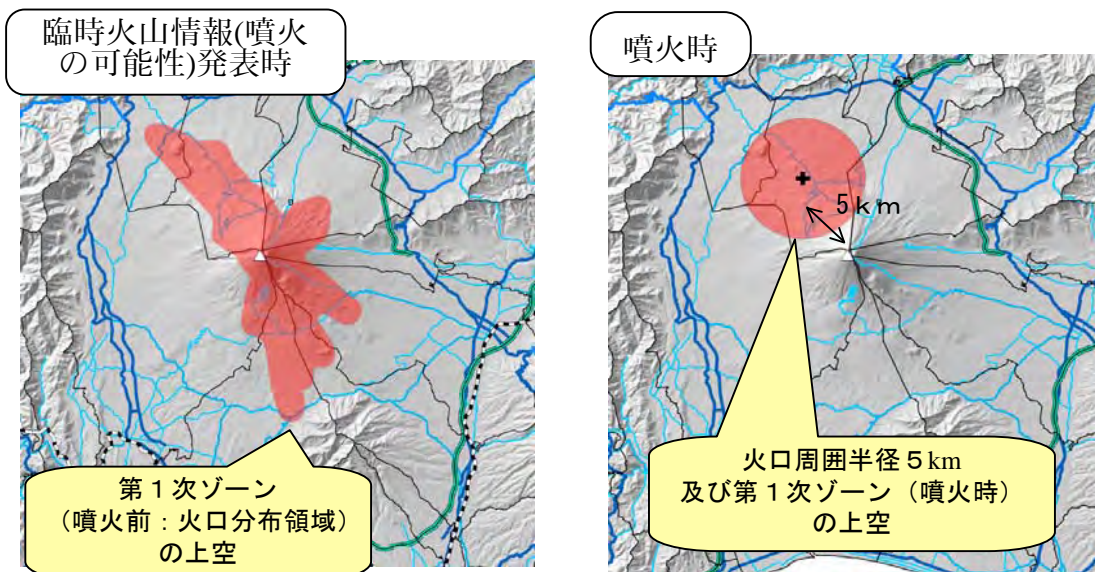 臨時火山情報(噴火
の可能性)発表時
第１次ゾーン
（噴火前：火口分布領域）
の上空
噴火時
５ｋｍ
火口周囲半径５km
及び第１次ゾーン（噴火時）
の上空